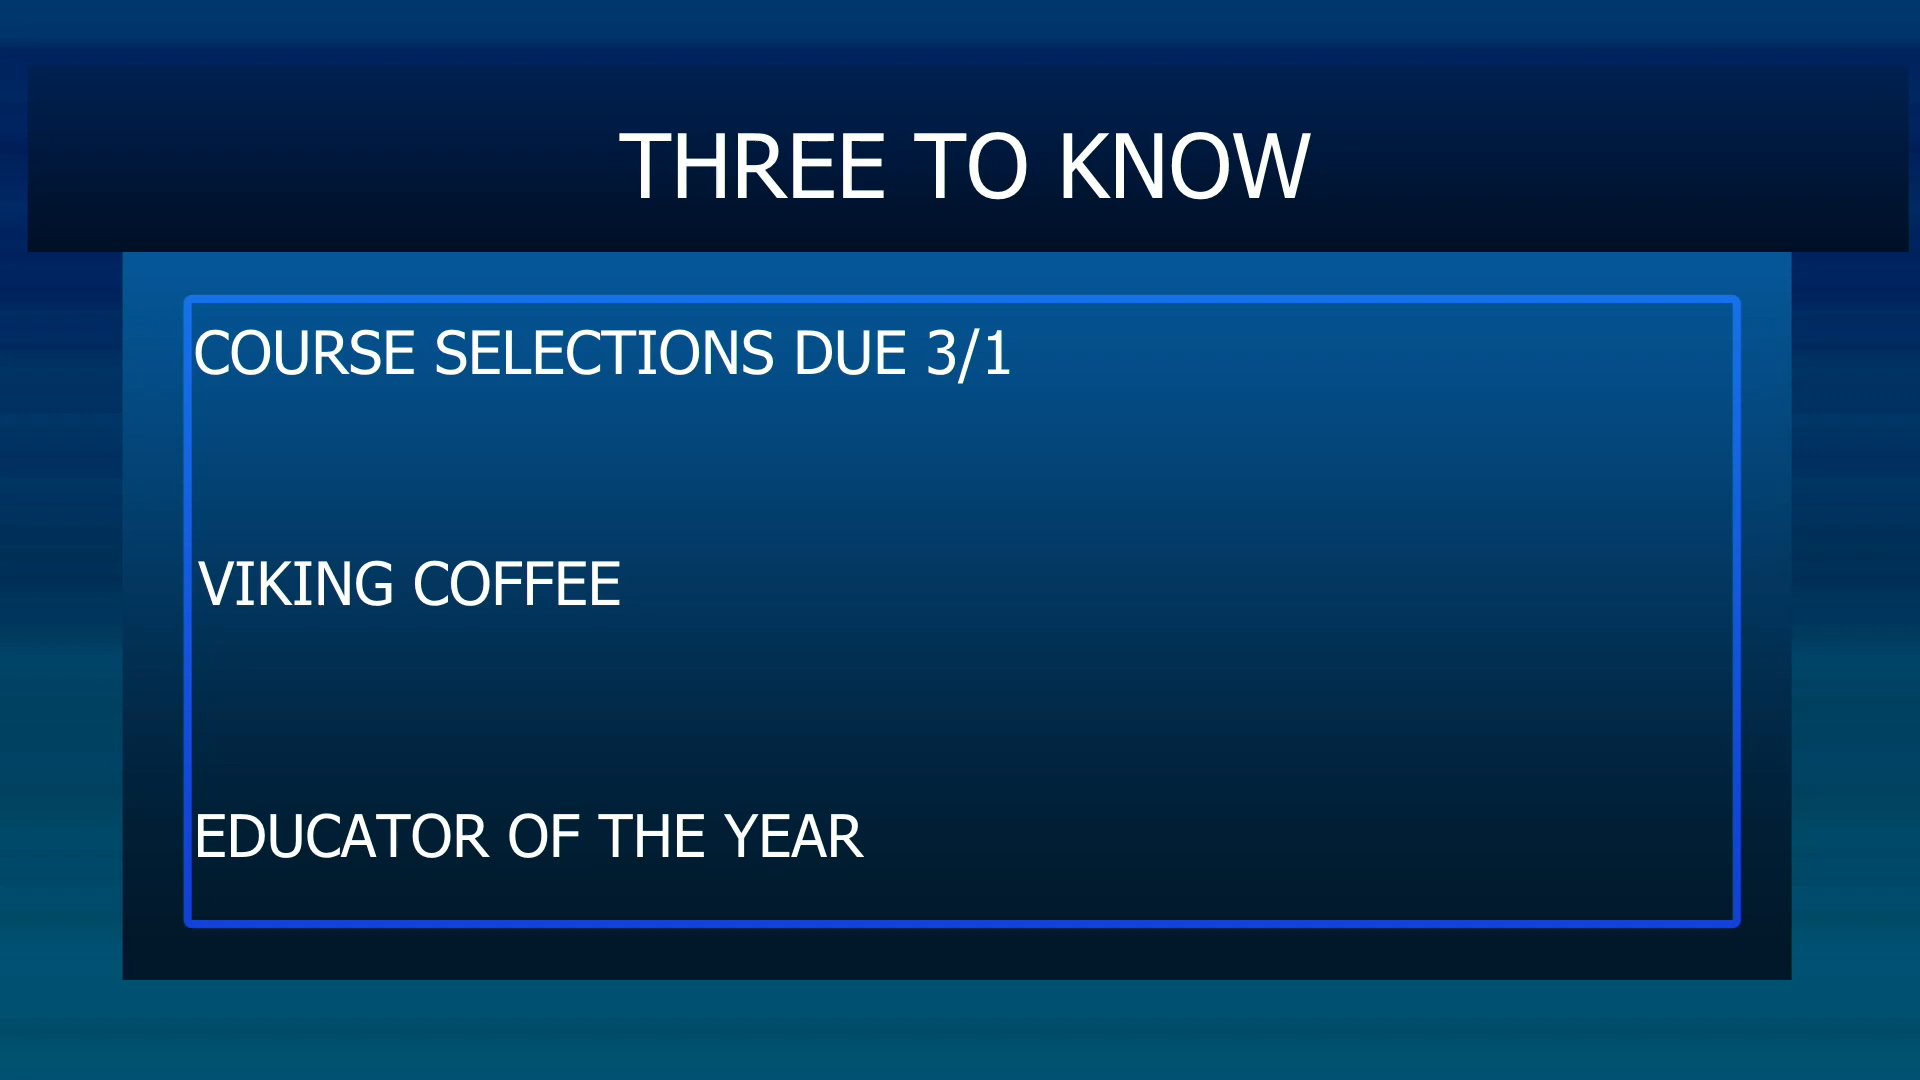 THREE TO KNOW
COURSE SELECTIONS DUE 3/1
VIKING COFFEE
EDUCATOR OF THE YEAR